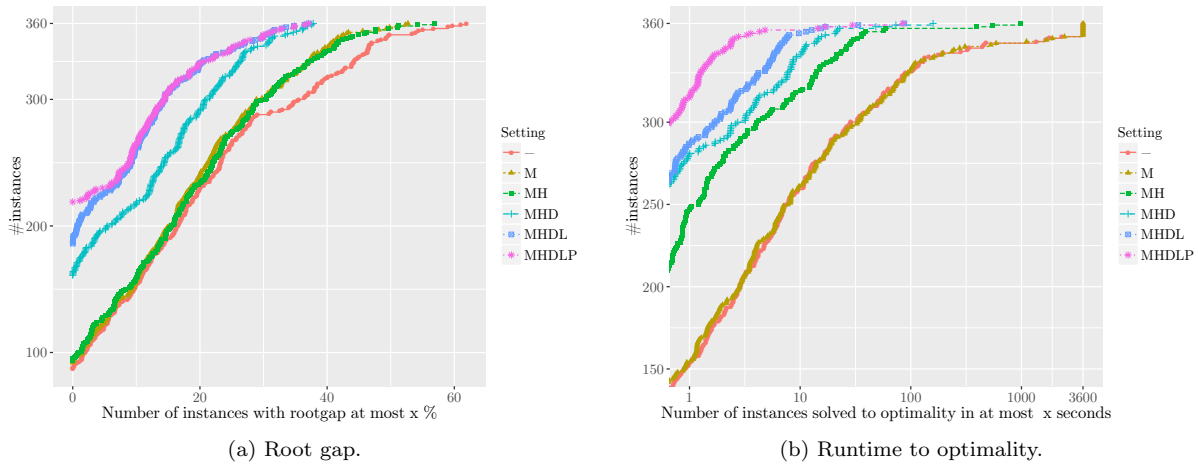 360
300
200
100
#instances
0
20
40
60
Number of instances with rootgap at most x %
Setting
–
M
MH
MHD
MHDL
MHDLP
(a) Root gap.
360
300
250
200
150
#instances
1
10
100
1000
3600
Number of instances solved to optimality in at most x seconds
Setting
–
M
MH
MHD
MHDL
MHDLP
(b) Runtime to optimality.